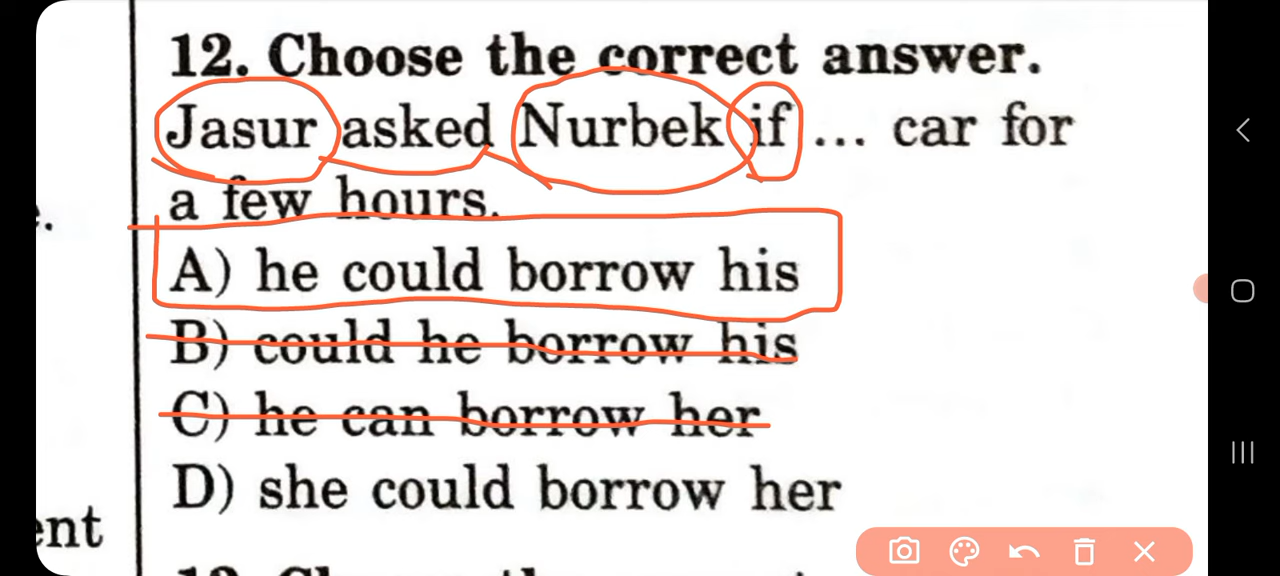 12. Choose the correct answer.
Jasur asked Nurbek if ... car for
a few hours.
A) he could borrow his
B) could he borrow his
C) he can borrow her
D) she could borrow her